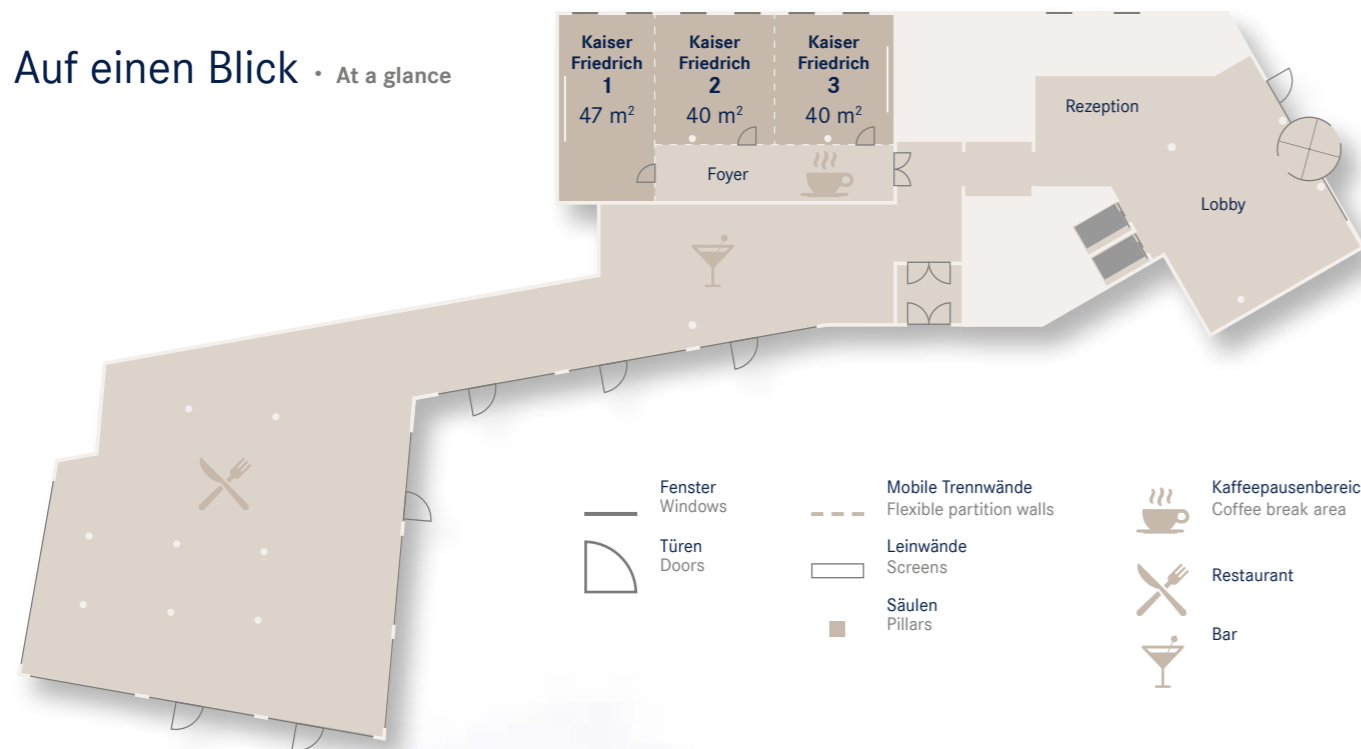 Auf einen Blick · At a glance
Kaiser
Friedrich
1
47 m²
Kaiser
Friedrich
2
40 m²
Kaiser
Friedrich
3
40 m²
Foyer
Rezeption
Lobby
Fenster
Windows
Türen
Doors
Mobile Trennwände
Flexible partition walls
Leinwände
Screens
Säulen
Pillars
Kaffeepausenbereic
Coffee break area
Restaurant
Bar